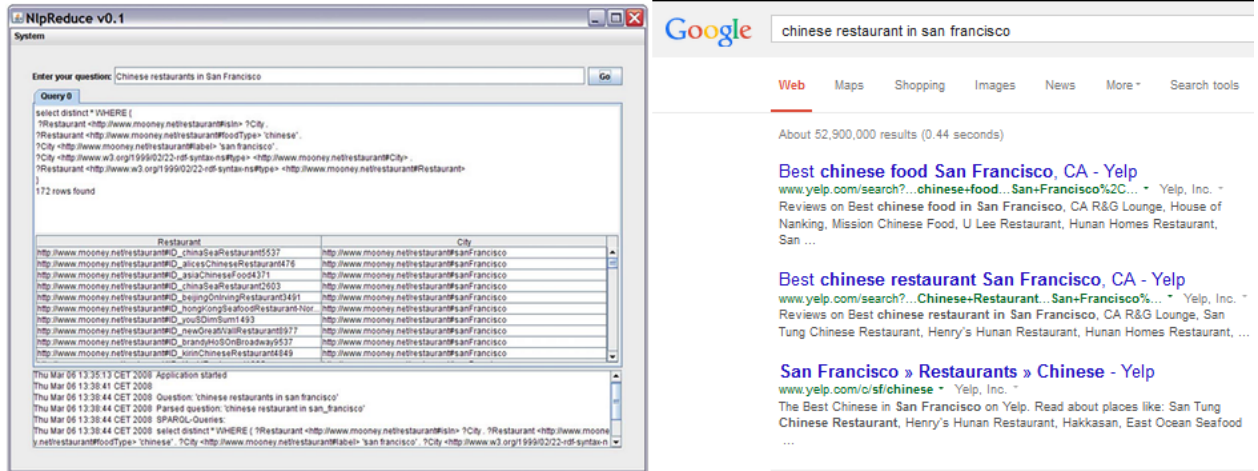 NlpReduce v0.1
System
Enter your question: Chinese restaurants in San Francisco Go
Query 0
select distinct * WHERE {
?Restaurant <http://www.mooney.net/restaurant#isIn> ?City .
?Restaurant <http://www.mooney.net/restaurant#foodType> 'chinese' .
?City <http://www.mooney.net/restaurant#label> 'san francisco' .
?City <http://www.w3.org/1999/02/22-rdf-syntax-ns#type> <http://www.mooney.net/restaurant#City> .
?Restaurant <http://www.w3.org/1999/02/22-rdf-syntax-ns#type> <http://www.mooney.net/restaurant#Restaurant>
}
172 rows found
Restaurant City
http://www.mooney.net/restaurant#ID_chinaSeaRestaurant5537 http://www.mooney.net/restaurant#sanFrancisco
http://www.mooney.net/restaurant#ID_alicesChineseRestaurant476 http://www.mooney.net/restaurant#sanFrancisco
http://www.mooney.net/restaurant#ID_asiaChineseFood4371 http://www.mooney.net/restaurant#sanFrancisco
http://www.mooney.net/restaurant#ID_chinaSeaRestaurant2603 http://www.mooney.net/restaurant#sanFrancisco
http://www.mooney.net/restaurant#ID_beijingOnIrvingRestaurant3491 http://www.mooney.net/restaurant#sanFrancisco
http://www.mooney.net/restaurant#ID_hongKongSeafoodRestaurant-Nor... http://www.mooney.net/restaurant#sanFrancisco
http://www.mooney.net/restaurant#ID_youSDimSum1493 http://www.mooney.net/restaurant#sanFrancisco
http://www.mooney.net/restaurant#ID_newGreatWallRestaurant8977 http://www.mooney.net/restaurant#sanFrancisco
http://www.mooney.net/restaurant#ID_brandyHoSOnBroadway9537 http://www.mooney.net/restaurant#sanFrancisco
http://www.mooney.net/restaurant#ID_kirinChineseRestaurant4849 http://www.mooney.net/restaurant#sanFrancisco
Thu Mar 06 13:35:13 CET 2008 Application started
Thu Mar 06 13:38:41 CET 2008
Thu Mar 06 13:38:44 CET 2008 Question: 'chinese restaurants in san francisco'
Thu Mar 06 13:38:44 CET 2008 Parsed question: 'chinese restaurant in san_francisco'
Thu Mar 06 13:38:44 CET 2008 SPARQL-Queries:
Thu Mar 06 13:38:44 CET 2008 select distinct * WHERE { ?Restaurant <http://www.mooney.net/restaurant#isIn> ?City . ?Restaurant <http://www.moone
y.net/restaurant#foodType> 'chinese' . ?City <http://www.mooney.net/restaurant#label> 'san francisco' . ?City <http://www.w3.org/1999/02/22-rdf-syntax-n
Google chinese restaurant in san francisco
Web Maps Shopping Images News More Search tools
About 52,900,000 results (0.44 seconds)
Best chinese food San Francisco, CA - Yelp
www.yelp.com/search?...chinese+food...San+Francisco%2C... Yelp, Inc.
Reviews on Best chinese food in San Francisco, CA R&G Lounge, House of
Nanking, Mission Chinese Food, U Lee Restaurant, Hunan Homes Restaurant,
San ...
Best chinese restaurant San Francisco, CA - Yelp
www.yelp.com/search?...Chinese+Restaurant...San+Francisco%... Yelp, Inc.
Reviews on Best chinese restaurant in San Francisco, CA R&G Lounge, San
Tung Chinese Restaurant, Henry's Hunan Restaurant, Hunan Homes Restaurant, ...
San Francisco » Restaurants » Chinese - Yelp
www.yelp.com/c/sf/chinese Yelp, Inc.
The Best Chinese in San Francisco on Yelp. Read about places like: San Tung
Chinese Restaurant, Henry's Hunan Restaurant, Hakkasan, East Ocean Seafood
...